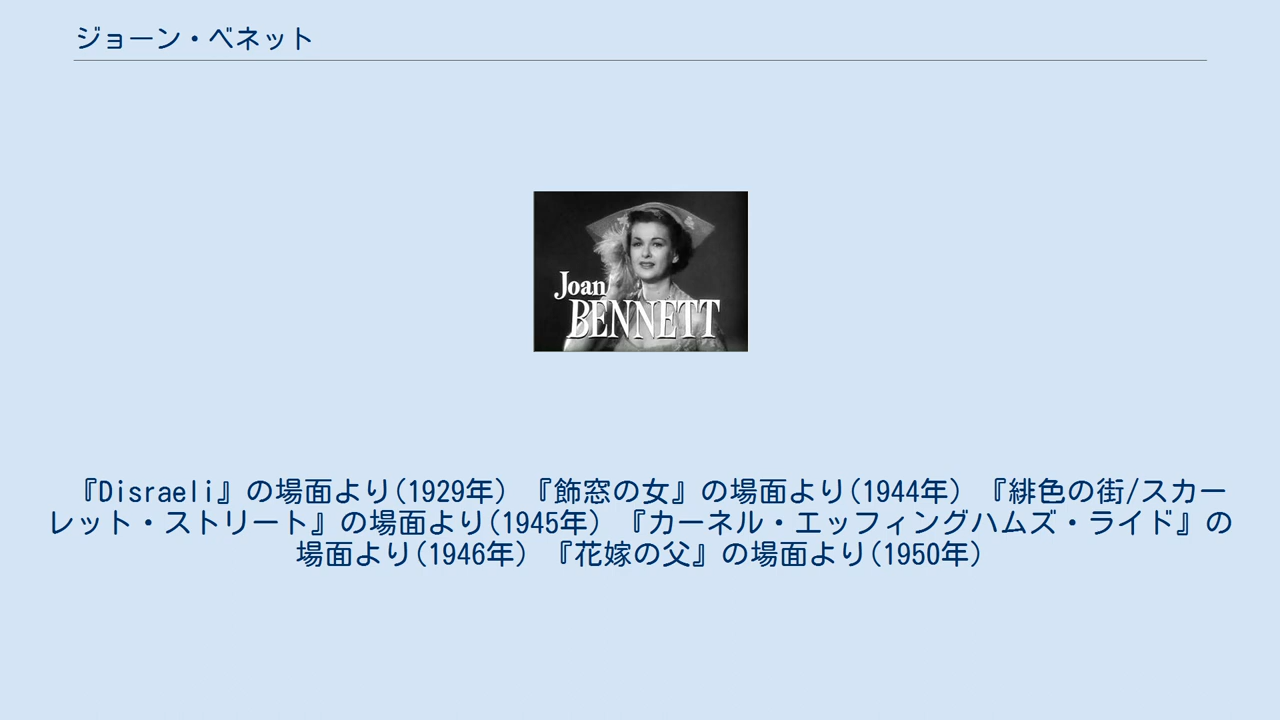 ジョーン・ベネット
Joan
BENNETT
『Disraeli』の場面より(1929年) 『飾窓の女』の場面より(1944年) 『緋色の街/スカー
レット・ストリート』の場面より(1945年) 『カーネル・エッフィングハムズ・ライド』の
場面より(1946年) 『花嫁の父』の場面より(1950年)